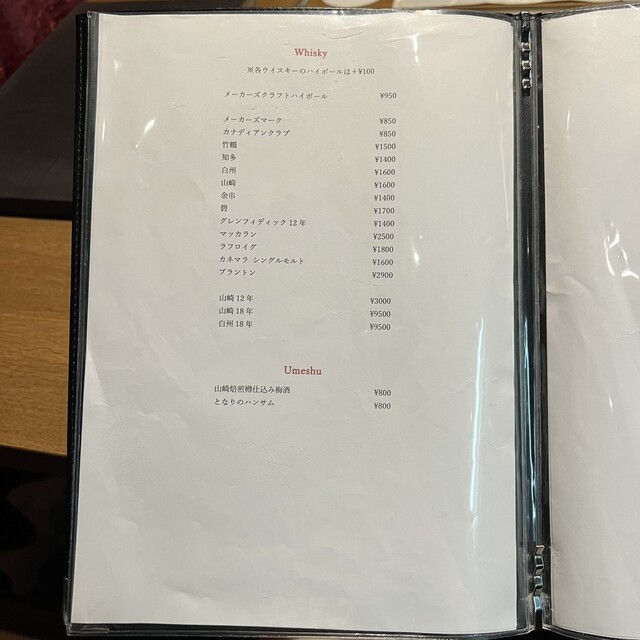 Whisky
※各ウイスキーのハイボールは＋¥100
メーカーズクラフトハイボール ¥950
メーカーズマーク ¥850
カナディアンクラブ ¥850
竹鶴 ¥1500
知多 ¥1400
白州 ¥1600
山崎 ¥1600
余市 ¥1400
碧 ¥1700
グレンフィディック 12 年 ¥1400
マッカラン ¥2500
ラフロイグ ¥1800
カネマラ シングルモルト ¥1600
ブラントン ¥2900
山崎 12 年 ¥3000
山崎 18 年 ¥9500
白州 18 年 ¥9500
Umeshu
山崎焙煎樽仕込み梅酒 ¥800
となりのハンサム ¥800